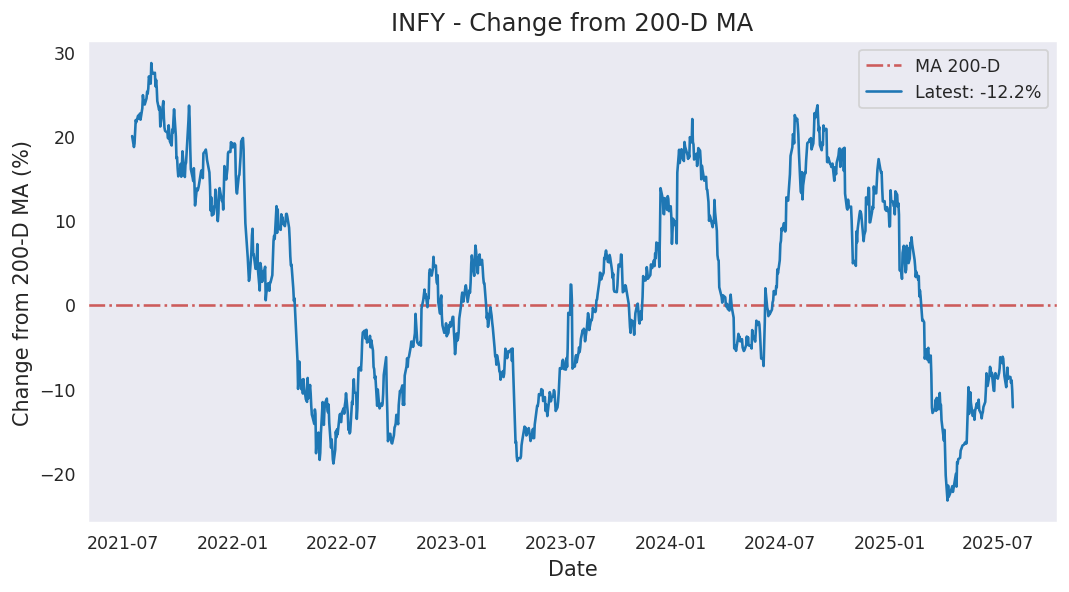 INFY - Change from 200-D MA
MA 200-D
Latest: -12.2%
Change from 200-D MA (%)
30
20
10
0
−10
−20
2021-07 2022-01 2022-07 2023-01 2023-07 2024-01 2024-07 2025-01 2025-07
Date